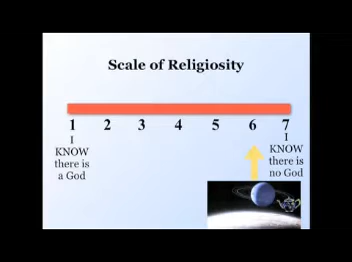 Scale of Religiosity
1 2 3 4 5 6 7
I
KNOW
there is
a God
I
KNOW
there is
no God